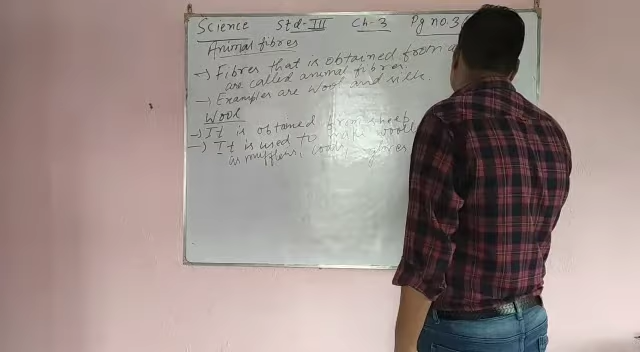 Science Std-III Ch-3 Pg no.3
Animal fibres
→ Fibres that is obtained from
are called animal fibres.
→ Examples are Wool and silk.
Wool
→ It is obtained from sheep
→ It is used to make
as mufflers, gloves